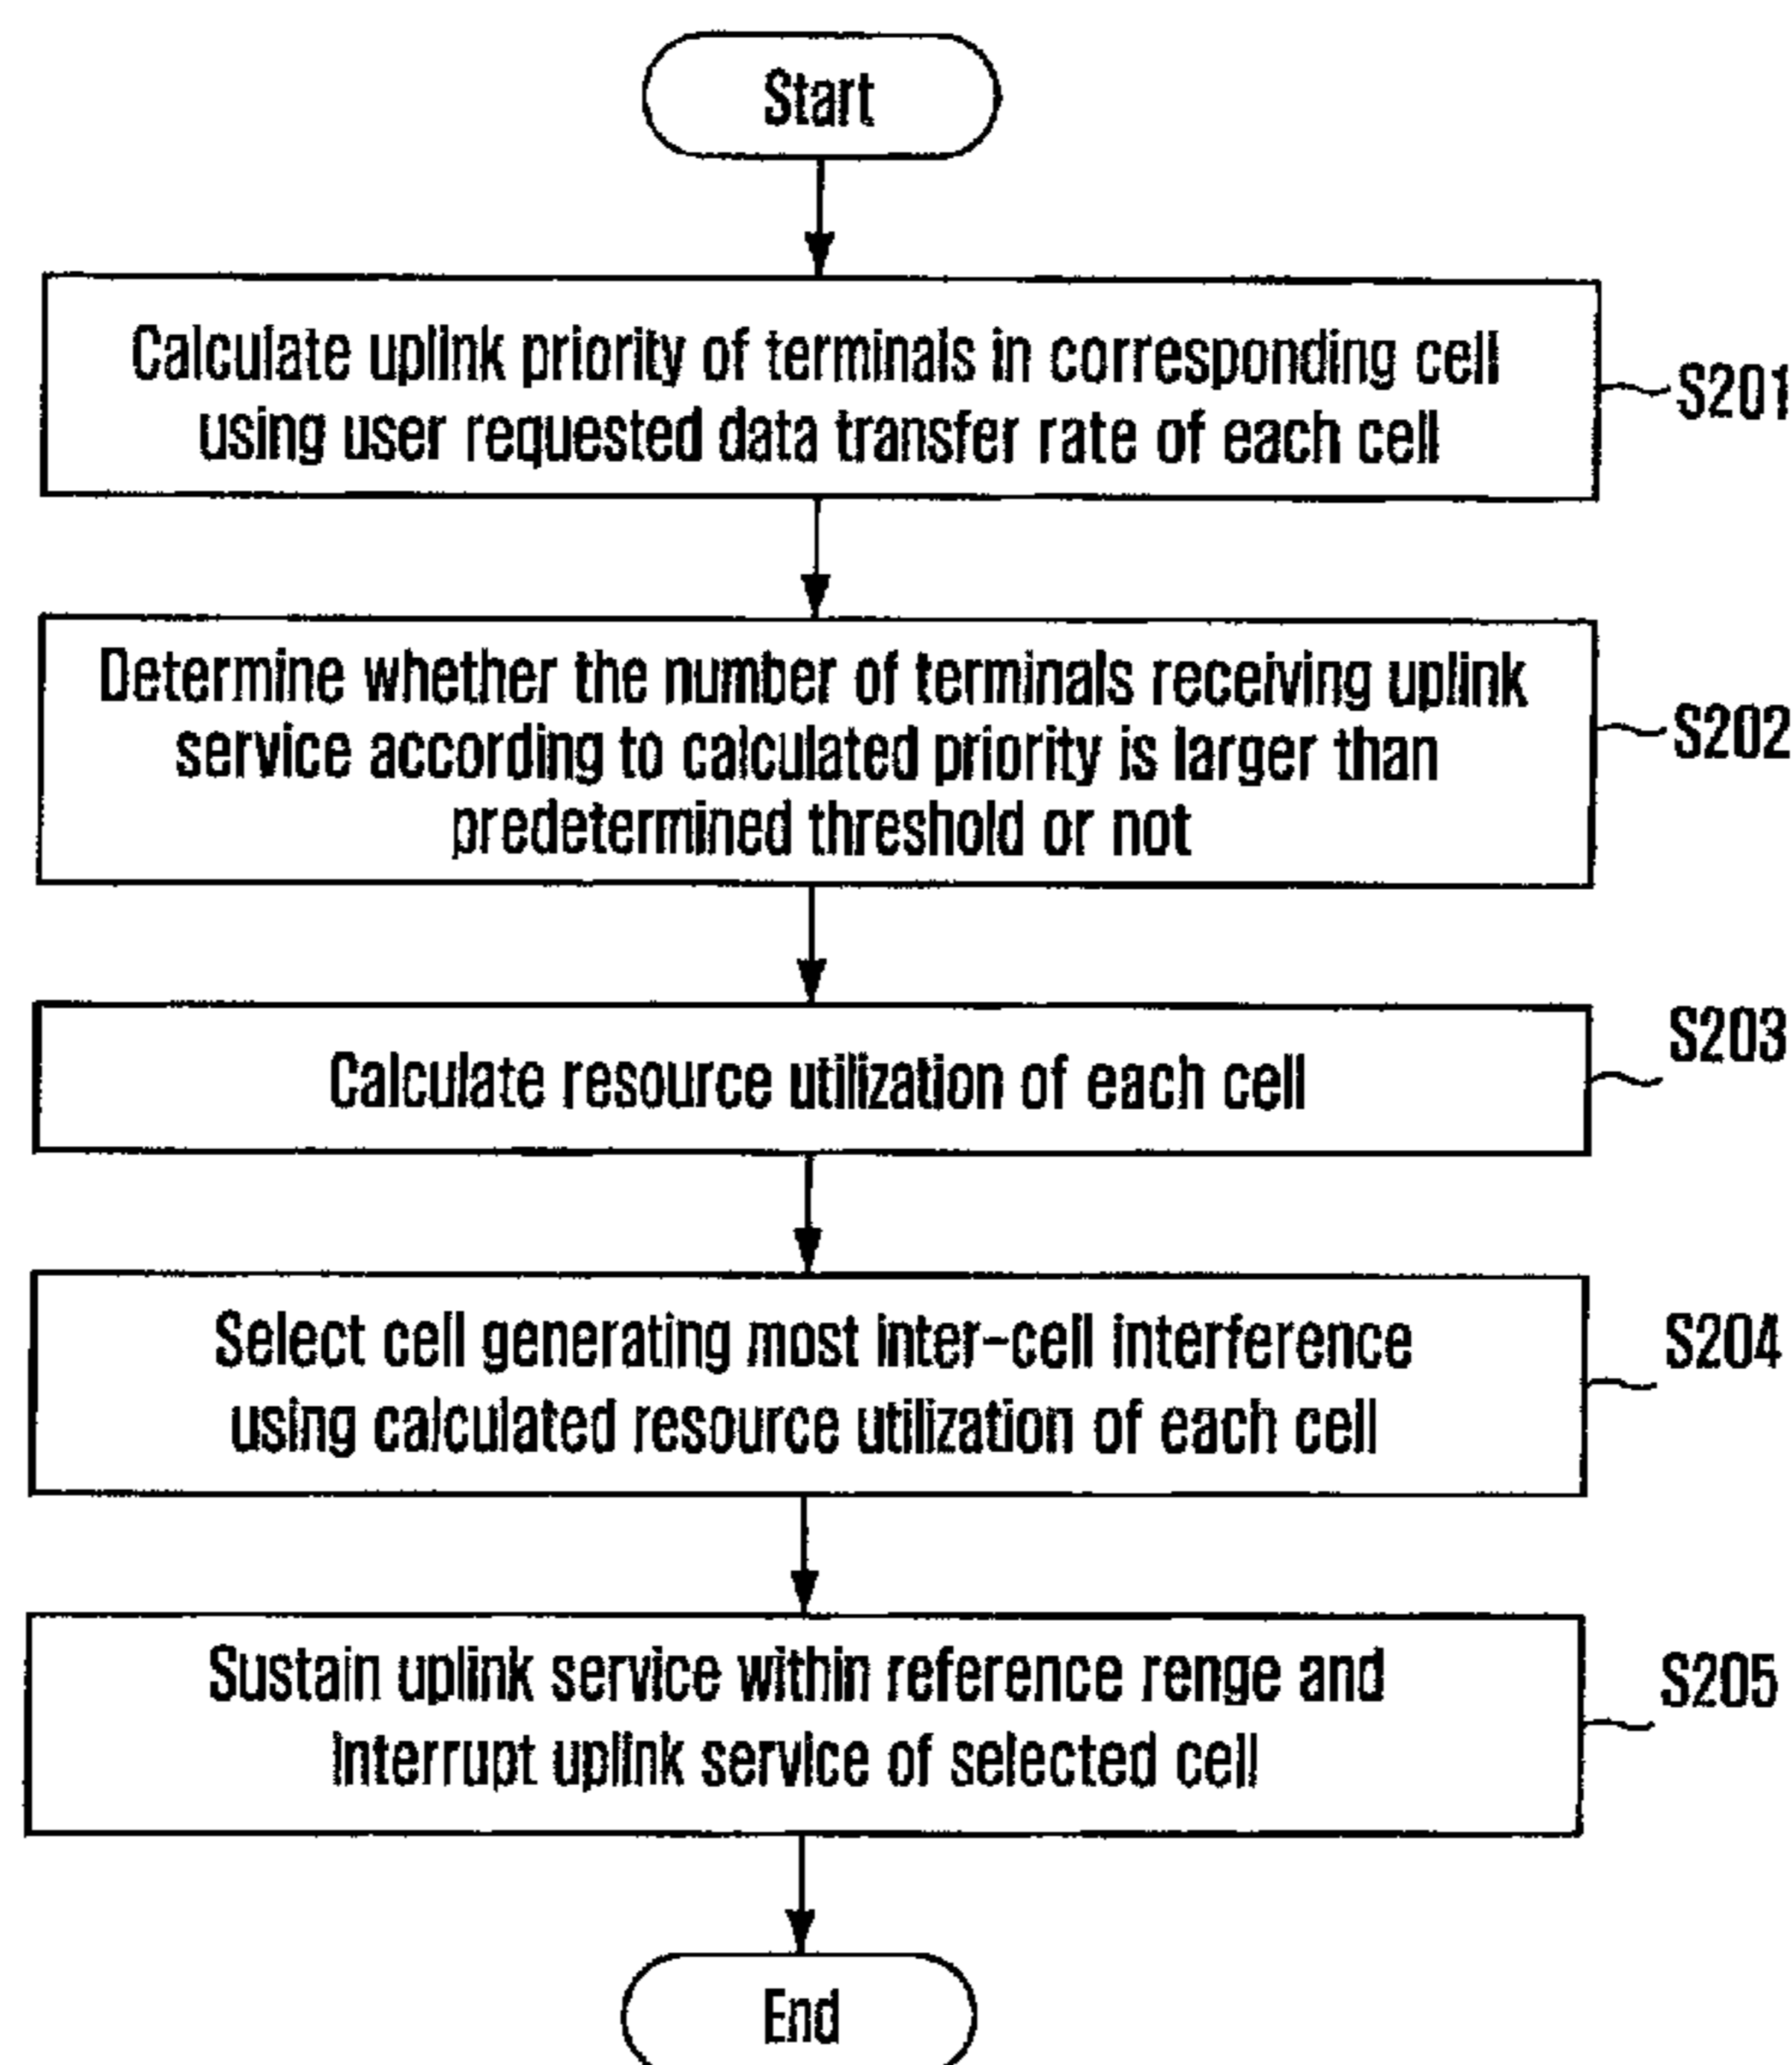 Start
Calculate uplink priority of terminals in corresponding cell
using user requested data transfer rate of each cell
S201
Determine whether the number of terminals receiving uplink
service according to calculated priority is larger than
predetermined threshold or not
S202
Calculate resource utilization of each cell
S203
Select cell generating most inter-cell interference
using calculated resource utilization of each cell
S204
Sustain uplink service within reference renge and
interrupt uplink service of selected cell
S205
End